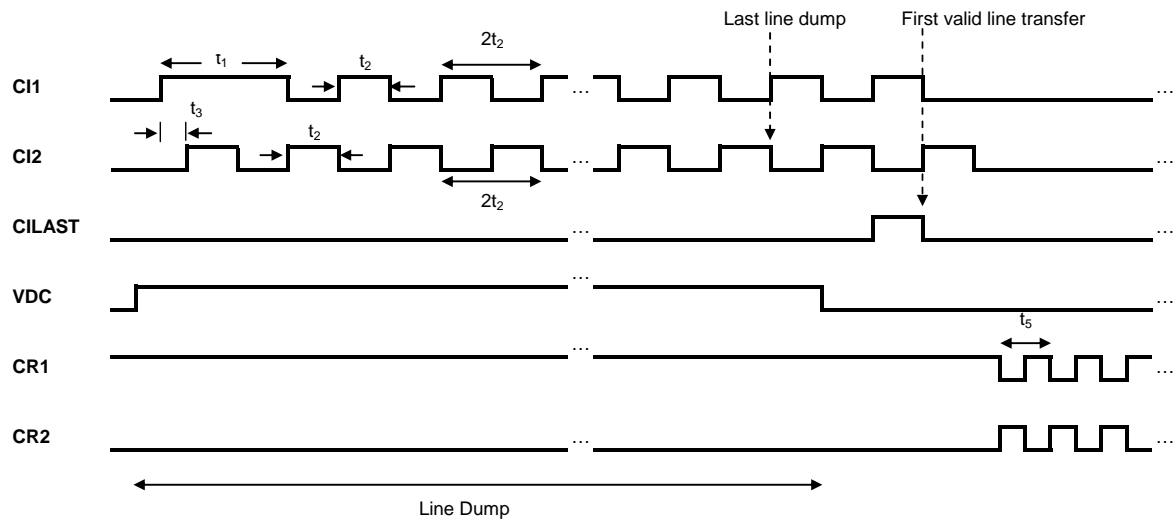 Last line dump
First valid line transfer
t1
t2
2t2
CI1
...
...
t3
t2
CI2
...
...
2t2
CILAST
...
...
...
VDC
...
t5
...
CR1
...
CR2
...
...
Line Dump